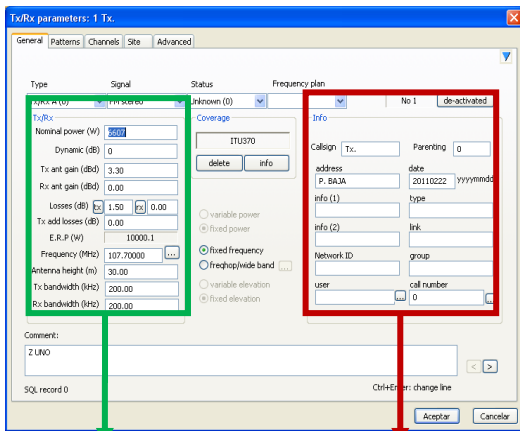 Tx/Rx parameters: 1 Tx.
General Patterns Channels Site Advanced
Type Signal Status Frequency plan
Tx/Rx A (0) FM stereo Unknown (0) No 1 de-activated
Tx/Rx
Nominal power (W) 6607
Dynamic (dB) 0
Tx ant gain (dBd) 3.30
Rx ant gain (dBd) 0.00
Losses (dB) tx 1.50 rx 0.00
Tx add losses (dB) 0.00
E.R.P (W) 10000.1
Frequency (MHz) 107.70000 ...
Antenna height (m) 30.00
Tx bandwidth (kHz) 200.00
Rx bandwidth (kHz) 200.00
Coverage
ITU370
delete info
variable power
fixed power
fixed frequency
freqhop/wide band ...
variable elevation
fixed elevation
Info
Callsign Tx. Parenting 0
address date
P. BAJA 20110222 yyyymmdd
info (1) type
info (2) link
Network ID group
user call number
... 0 ...
Comment:
Z UNO
< >
SQL record 0 Ctrl+Enter: change line
Aceptar Cancelar